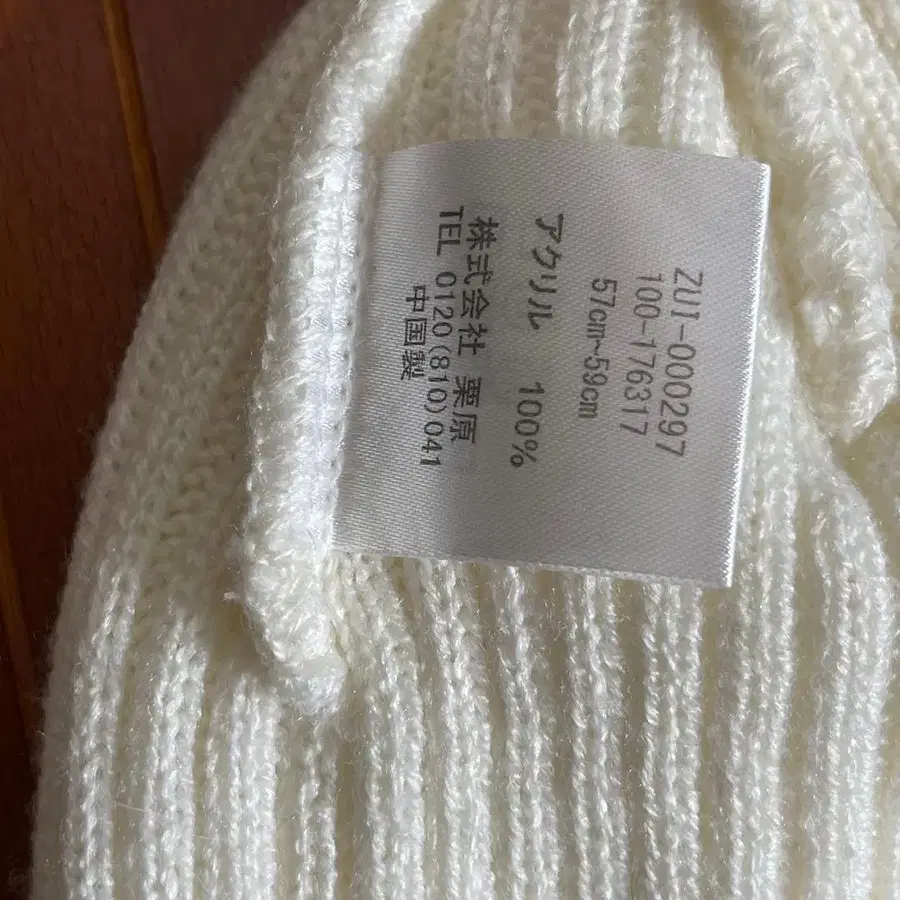 ZUI-000297
100-176317
57cm~59cm
アクリル 100%
株式会社 栗原
TEL 0120(810)041
中国製